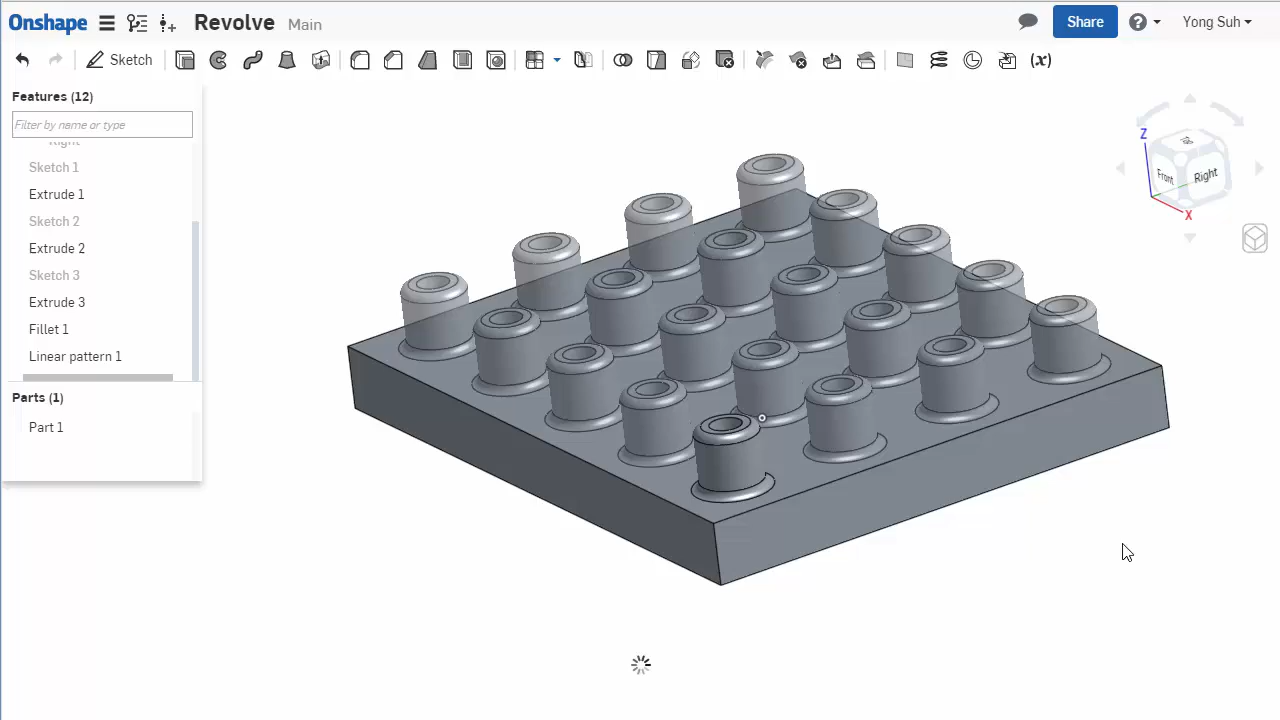 Onshape Revolve Main Share Yong Suh
Sketch (x)
Features (12)
Filter by name or type
Right
Sketch 1
Extrude 1
Sketch 2
Extrude 2
Sketch 3
Extrude 3
Fillet 1
Linear pattern 1
Parts (1)
Part 1
Z
Front Right
X